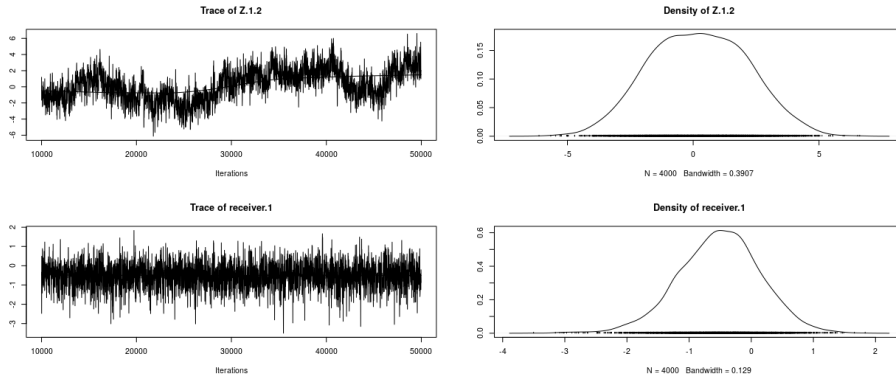 Trace of Z.1.2
6
4
2
0
-2
-4
-6
10000 20000 30000 40000 50000
Iterations
Density of Z.1.2
0.15
0.10
0.05
0.00
-5 0 5
N = 4000 Bandwidth = 0.3907
Trace of receiver.1
2
1
0
-1
-2
-3
10000 20000 30000 40000 50000
Iterations
Density of receiver.1
0.6
0.4
0.2
0.0
-4 -3 -2 -1 0 1 2
N = 4000 Bandwidth = 0.129